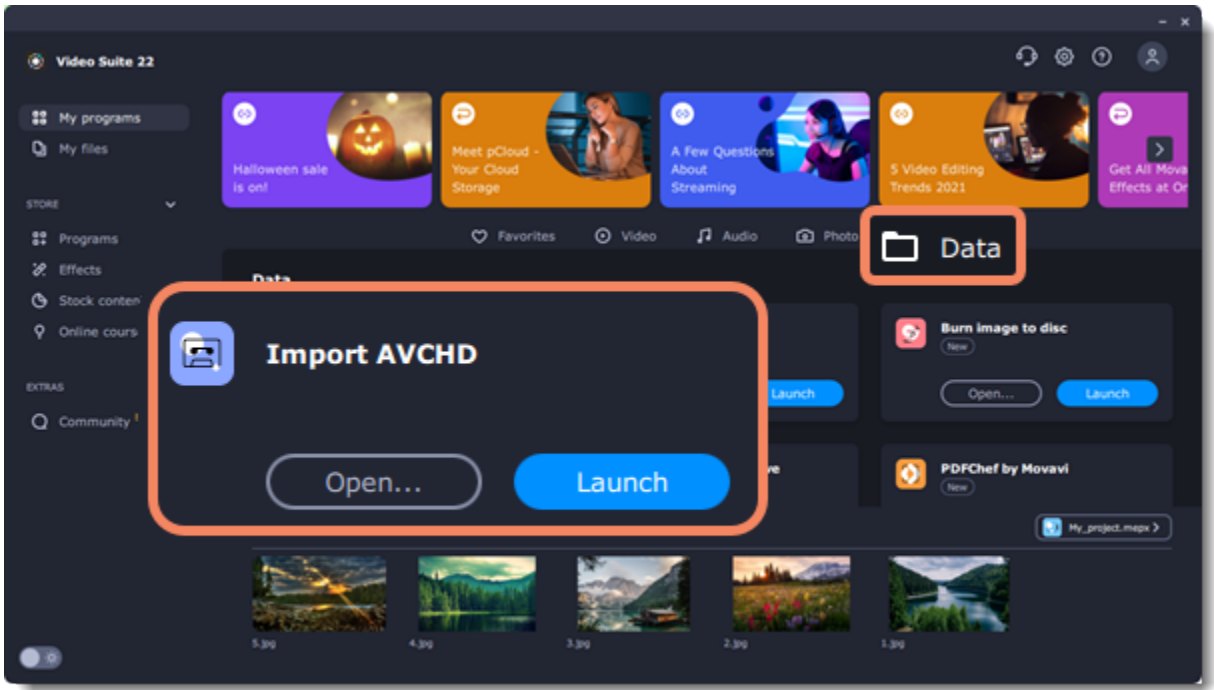 Video Suite 22
My programs
My files
STORE
Programs
Effects
Stock conten
Online cours
EXTRAS
Community
Halloween sale
is on!
Meet pCloud -
Your Cloud
Storage
A Few Questions
About
Streaming
5 Video Editing
Trends 2021
Get All Mova
Effects at Or
Favorites
Video
Audio
Photo
Data
Data
Import AVCHD
Open...
Launch
Launch
Burn image to disc
New
Open...
Launch
ve
PDFChef by Movavi
New
My_project.mepx
5.jpg
4.jpg
3.jpg
2.jpg
1.jpg